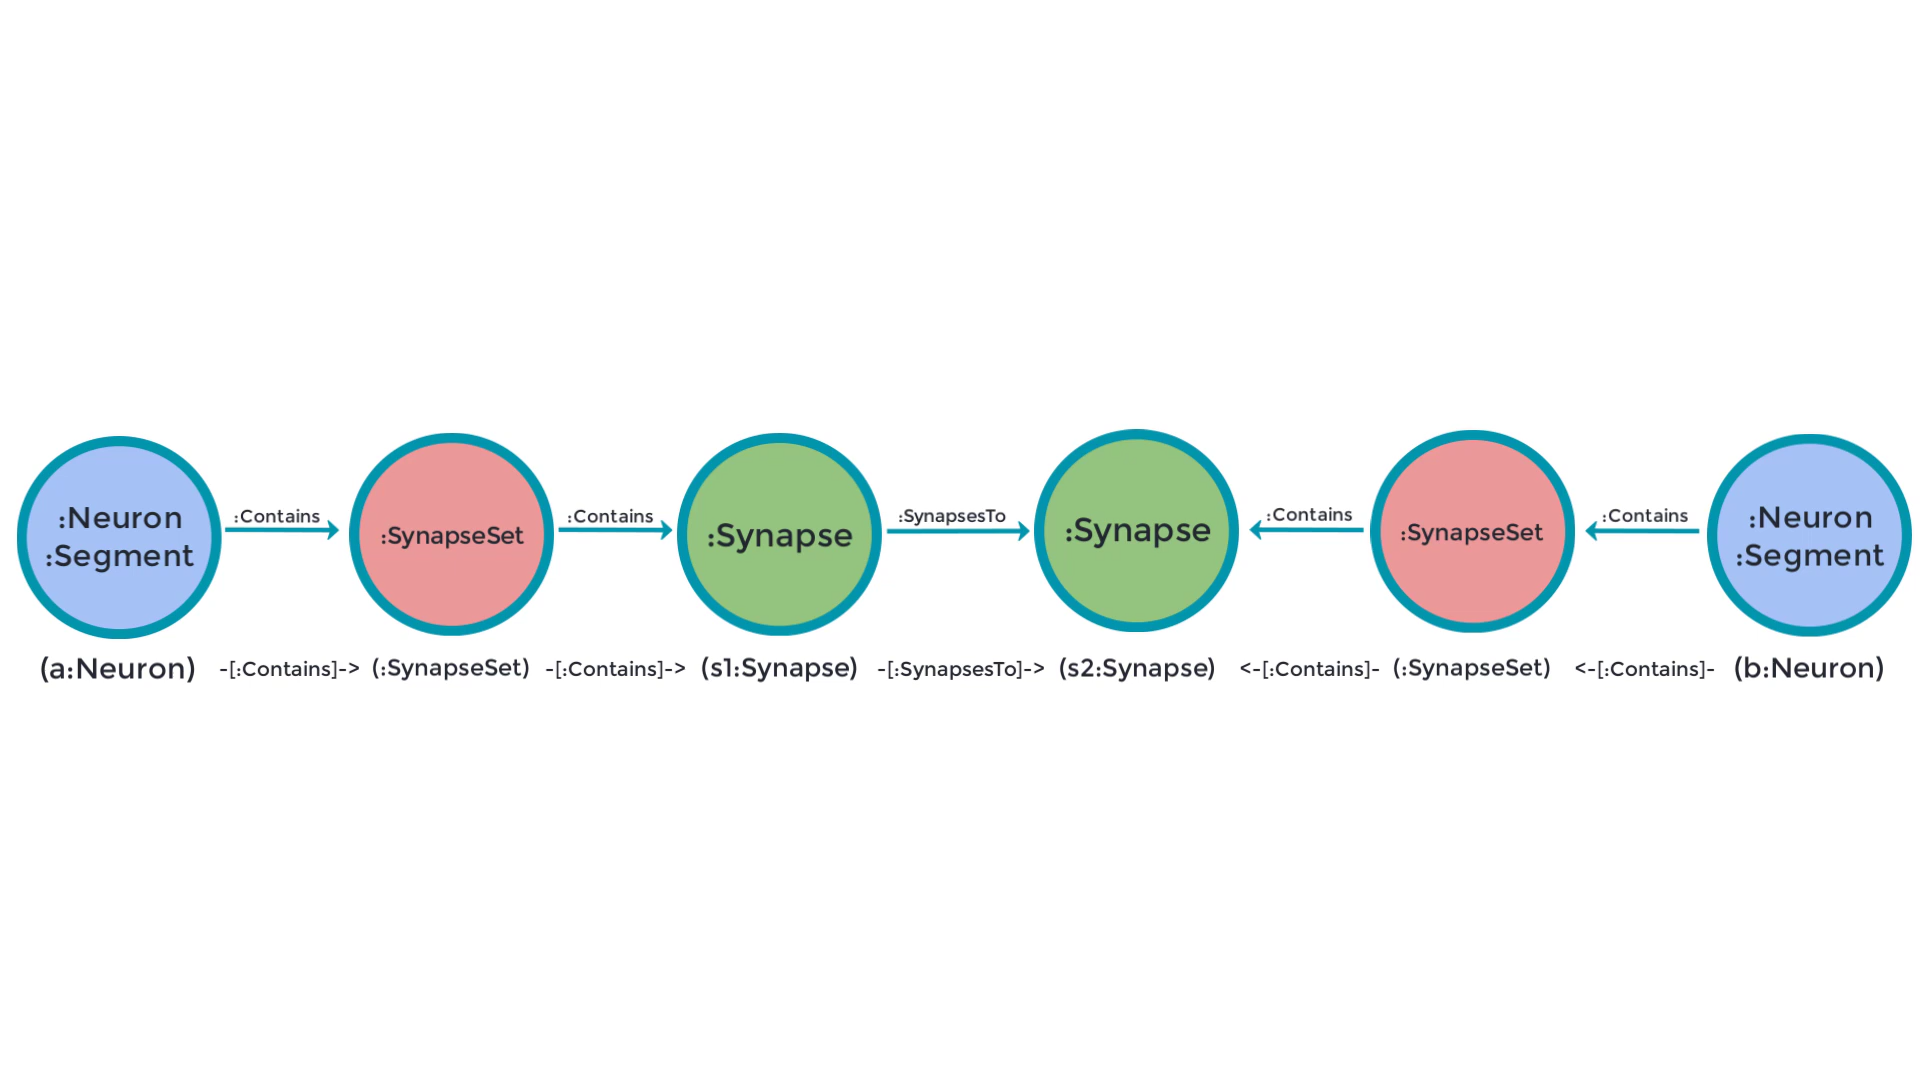 :Neuron
:Segment
:Contains
:SynapseSet
:Contains
:Synapse
:SynapsesTo
:Synapse
:Contains
:SynapseSet
:Contains
:Neuron
:Segment
(a:Neuron) -[:Contains]-> (:SynapseSet) -[:Contains]-> (s1:Synapse) -[:SynapsesTo]-> (s2:Synapse) <-[:Contains]- (:SynapseSet) <-[:Contains]- (b:Neuron)